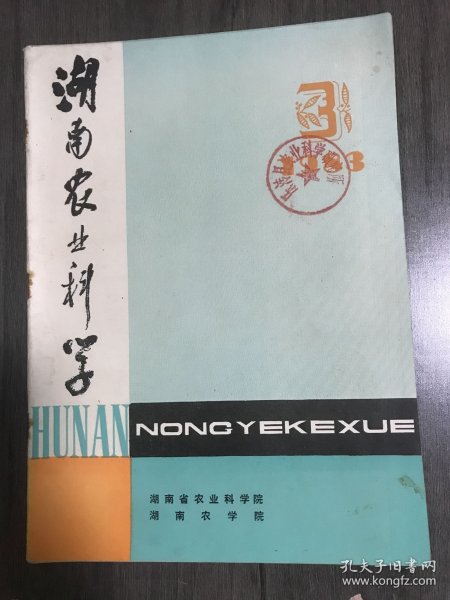 湖南农业科学
3
HUNAN NONGYEKEXUE
湖南省农业科学院
湖南农学院
孔夫子旧书网
www.kongfz.com